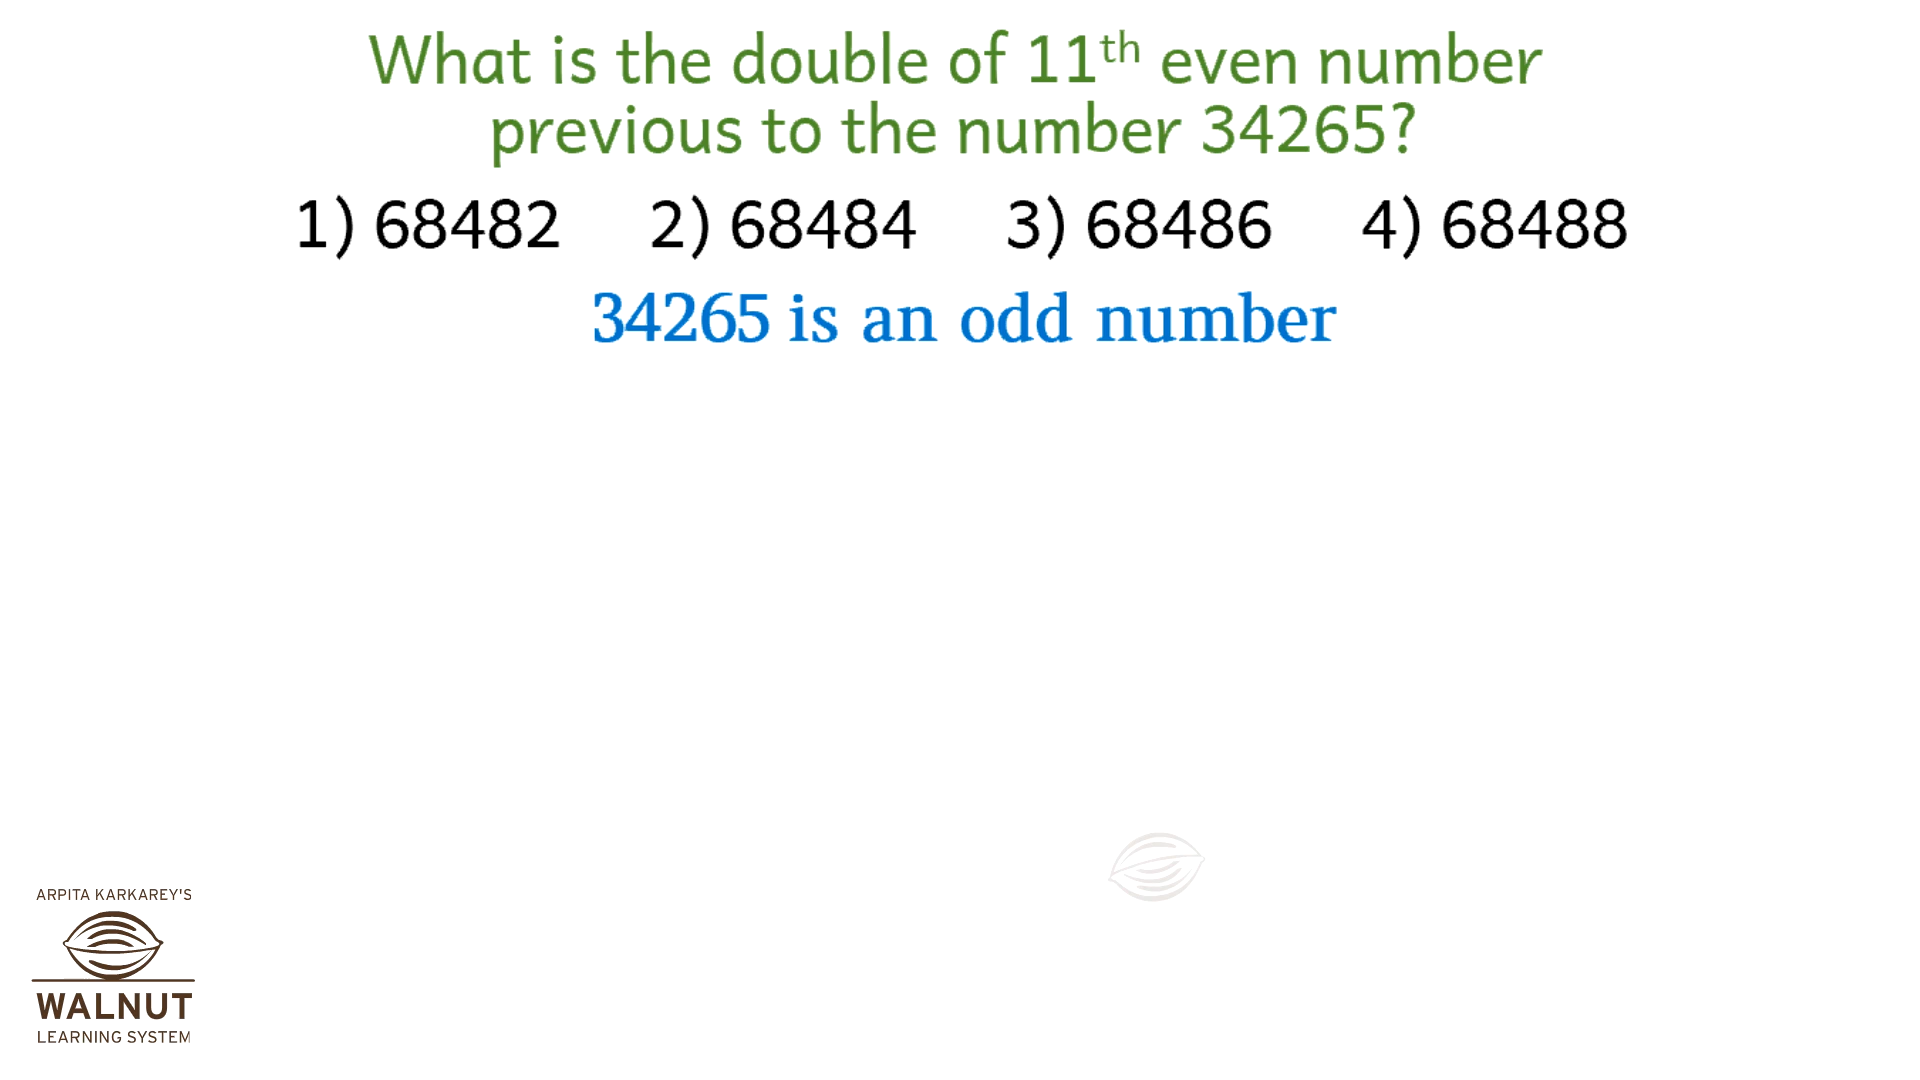 What is the double of 11th even number
previous to the number 34265?
1) 68482 2) 68484 3) 68486 4) 68488
34265 is an odd number
ARPITA KARKAREY'S
WALNUT
LEARNING SYSTEM